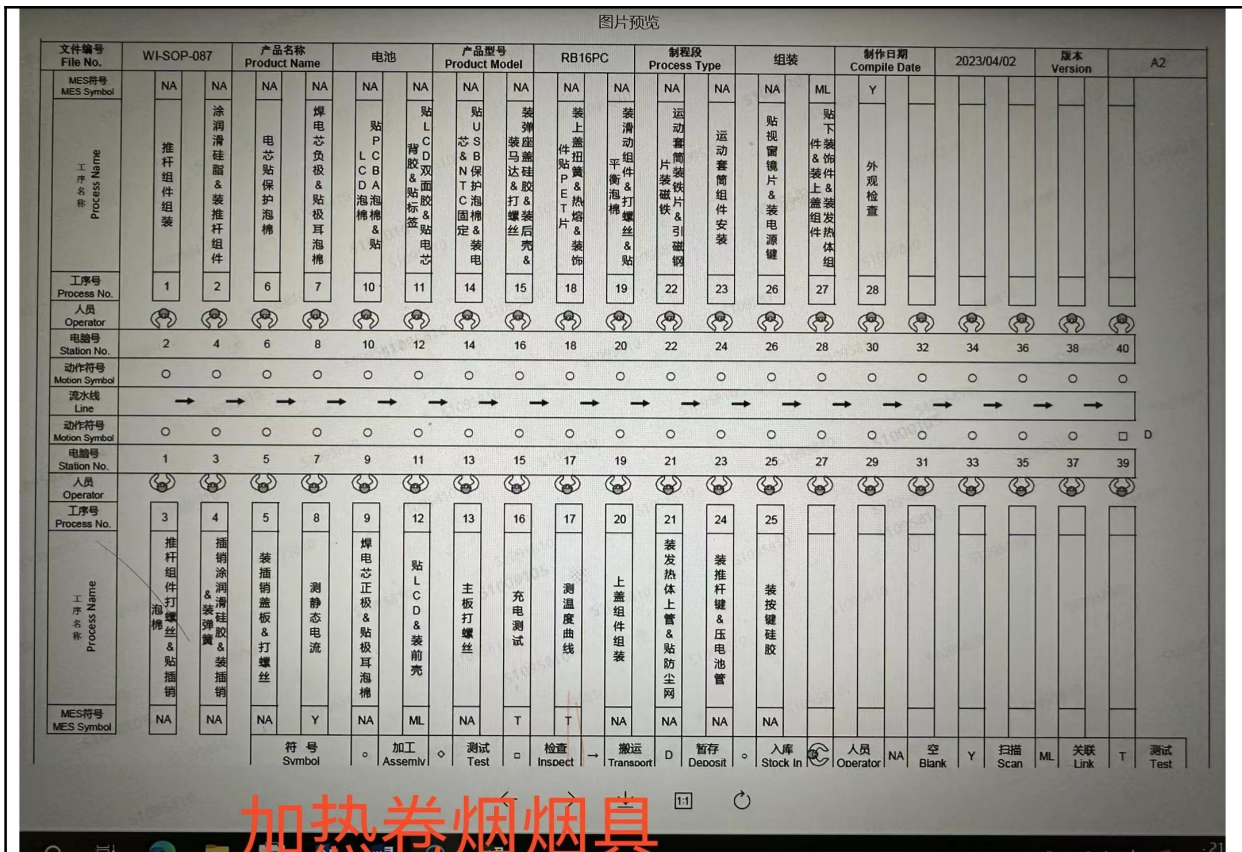 图片预览
文件编号 File No. WI-SOP-087 产品名称 Product Name 电池 产品型号 Product Model RB16PC 制程段 Process Type 组装 制作日期 Compile Date 2023/04/02 版本 Version A2
MES符号 MES Symbol NA NA NA NA NA NA NA NA NA NA NA NA NA ML Y
工序名称 Process Name
推杆组件组装
涂润滑硅脂&装推杆组件
电芯贴保护泡棉
焊电芯负极&贴极耳泡棉
贴PCBA泡棉&贴LCD泡棉
贴LCD双面胶&贴电芯背胶&贴标签
贴USB保护泡棉&装电芯&NTC固定
装弹座盖硅胶&装后壳&装马达&打螺丝
装上盖扭簧&热熔&装饰件贴PET片
装滑动组件&打螺丝&贴平衡泡棉
运动套筒装铁片&引磁钢片装磁铁
运动套筒组件安装
贴视窗镜片&装电源键
贴下装饰件&装发热体组件&装上盖组件
外观检查
工序号 Process No. 1 2 6 7 10 11 14 15 18 19 22 23 26 27 28
人员 Operator
电脑号 Station No. 2 4 6 8 10 12 14 16 18 20 22 24 26 28 30 32 34 36 38 40
动作符号 Motion Symbol ○ ○ ○ ○ ○ ○ ○ ○ ○ ○ ○ ○ ○ ○ ○ ○ ○ ○ ○ ○
流水线 Line → → → → → → → → → → → → → → → → → → →
动作符号 Motion Symbol ○ ○ ○ ○ ○ ○ ○ ○ ○ ○ ○ ○ ○ ○ ○ ○ ○ ○ ○ □ D
电脑号 Station No. 1 3 5 7 9 11 13 15 17 19 21 23 25 27 29 31 33 35 37 39
人员 Operator
工序号 Process No. 3 4 5 8 9 12 13 16 17 20 21 24 25
工序名称 Process Name
推杆组件打螺丝&贴插销泡棉
插销涂润滑硅胶&装插销&装弹簧
装插销盖板&打螺丝
测静态电流
焊电芯正极&贴极耳泡棉
贴LCD&装前壳
主板打螺丝
充电测试
测温度曲线
上盖组件组装
装发热体上管&贴防尘网
装推杆键&压电池管
装按键硅胶
MES符号 MES Symbol NA NA NA Y NA ML NA T T NA NA NA NA
符号 Symbol ○ 加工 Assemly ◇ 测试 Test □ 检查 Inspect → 搬运 Transport D 暂存 Deposit ○ 入库 Stock In 人员 Operator NA 空 Blank Y 扫描 Scan ML 关联 Link T 测试 Test
1:1
加热卷烟烟具